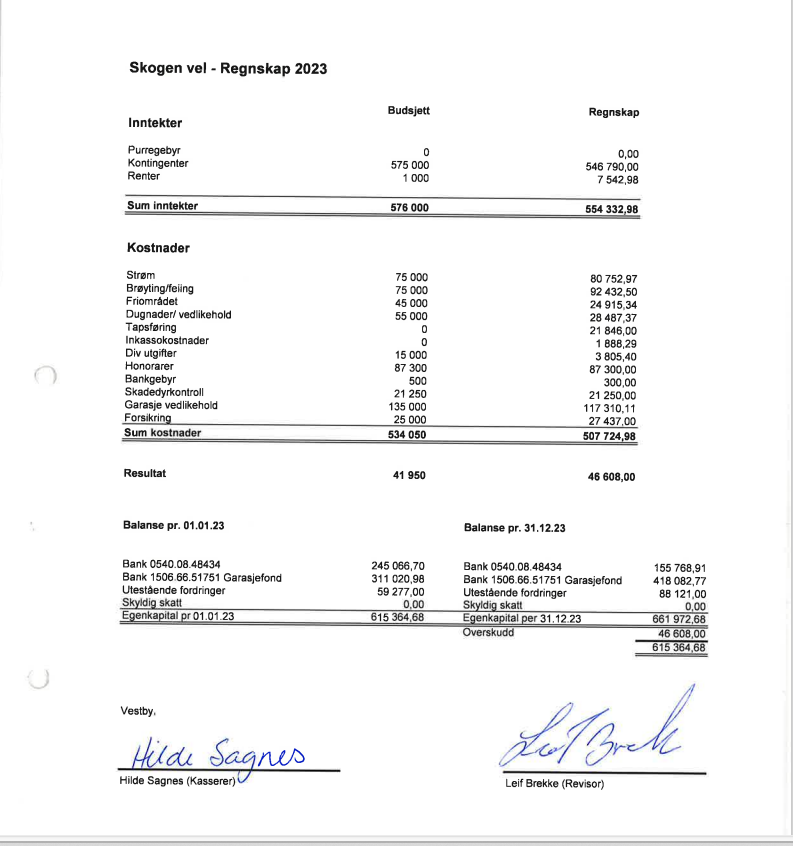 Skogen vel - Regnskap 2023
Budsjett Regnskap
Inntekter
Purregebyr 0 0,00
Kontingenter 575 000 546 790,00
Renter 1 000 7 542,98
Sum inntekter 576 000 554 332,98
Kostnader
Strøm 75 000 80 752,97
Brøyting/feiing 75 000 92 432,50
Friområdet 45 000 24 915,34
Dugnader/ vedlikehold 55 000 28 487,37
Tapsføring 0 21 846,00
Inkassokostnader 0 1 888,29
Div utgifter 15 000 3 805,40
Honorarer 87 300 87 300,00
Bankgebyr 500 300,00
Skadedyrkontroll 21 250 21 250,00
Garasje vedlikehold 135 000 117 310,11
Forsikring 25 000 27 437,00
Sum kostnader 534 050 507 724,98
Resultat 41 950 46 608,00
Balanse pr. 01.01.23 Balanse pr. 31.12.23
Bank 0540.08.48434 245 066,70 Bank 0540.08.48434 155 768,91
Bank 1506.66.51751 Garasjefond 311 020,98 Bank 1506.66.51751 Garasjefond 418 082,77
Utestående fordringer 59 277,00 Utestående fordringer 88 121,00
Skyldig skatt 0,00 Skyldig skatt 0,00
Egenkapital pr 01.01.23 615 364,68 Egenkapital per 31.12.23 661 972,68
Overskudd 46 608,00
615 364,68
Vestby,
Hilde Sagnes Leif Brekke
Hilde Sagnes (Kasserer) Leif Brekke (Revisor)